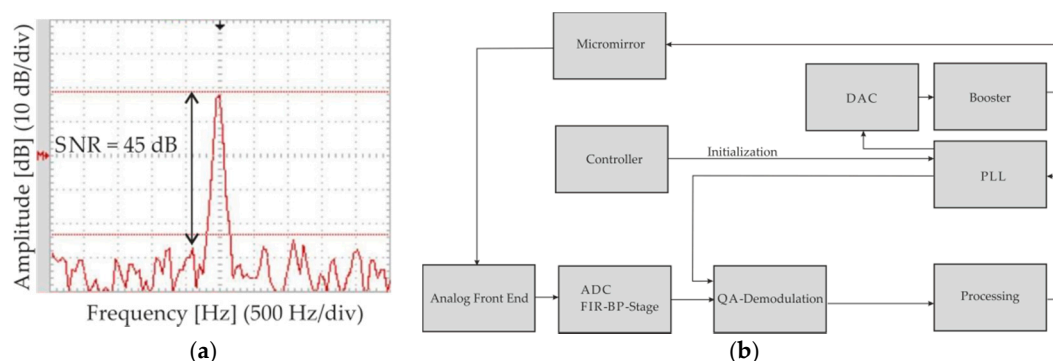 Amplitude [dB] (10 dB/div)
SNR = 45 dB
M
Frequency [Hz] (500 Hz/div)
(a)
Micromirror
DAC
Booster
Controller
Initialization
PLL
Analog Front End
ADC
FIR-BP-Stage
QA-Demodulation
Processing
(b)